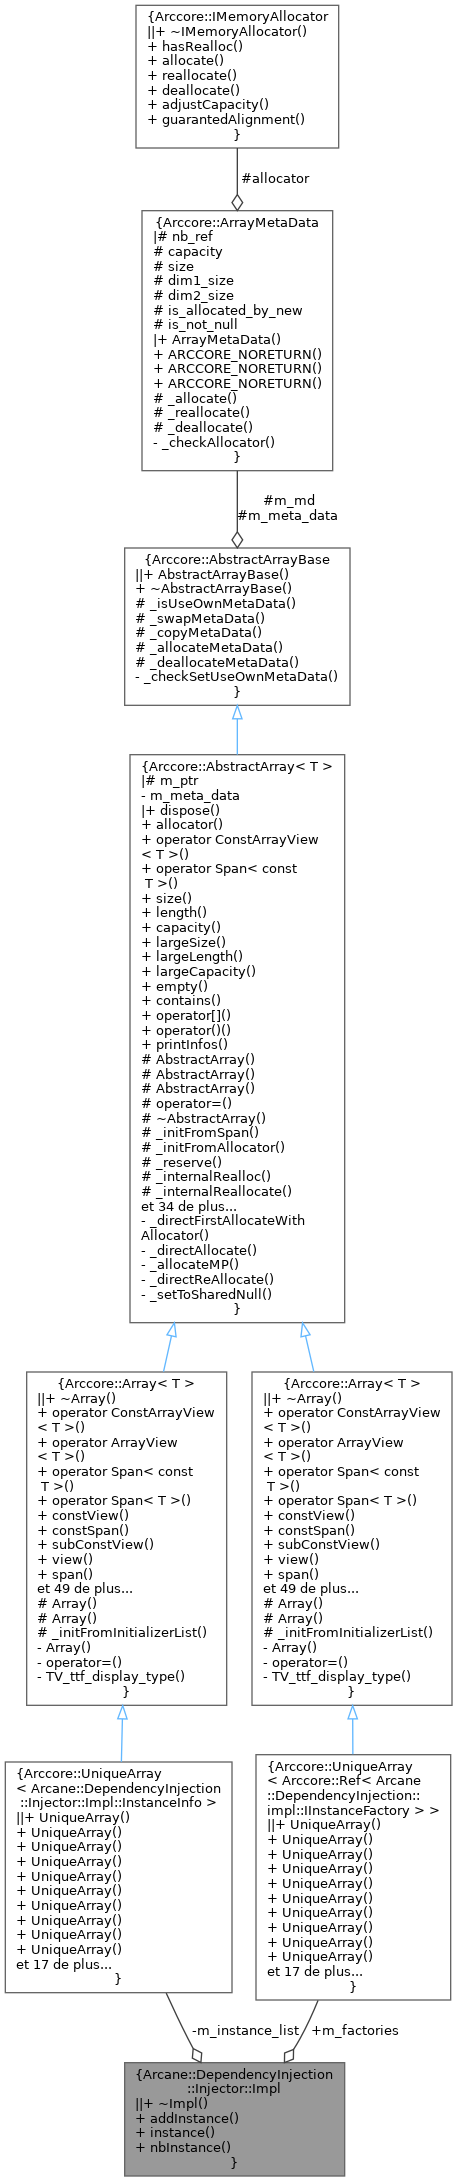 {Arccore::IMemoryAllocator
||+ ~IMemoryAllocator()
+ hasRealloc()
+ allocate()
+ reallocate()
+ deallocate()
+ adjustCapacity()
+ guarantedAlignment()
}
#allocator
{Arccore::ArrayMetaData
|# nb_ref
# capacity
# size
# dim1_size
# dim2_size
# is_allocated_by_new
# is_not_null
|+ ArrayMetaData()
+ ARCCORE_NORETURN()
+ ARCCORE_NORETURN()
+ ARCCORE_NORETURN()
# _allocate()
# _reallocate()
# _deallocate()
- _checkAllocator()
}
#m_md
#m_meta_data
{Arccore::AbstractArrayBase
||+ AbstractArrayBase()
+ ~AbstractArrayBase()
# _isUseOwnMetaData()
# _swapMetaData()
# _copyMetaData()
# _allocateMetaData()
# _deallocateMetaData()
- _checkSetUseOwnMetaData()
}
{Arccore::AbstractArray< T >
|# m_ptr
- m_meta_data
|+ dispose()
+ allocator()
+ operator ConstArrayView
< T >()
+ operator Span< const
T >()
+ size()
+ length()
+ capacity()
+ largeSize()
+ largeLength()
+ largeCapacity()
+ empty()
+ contains()
+ operator[]()
+ operator()()
+ printInfos()
# AbstractArray()
# AbstractArray()
# AbstractArray()
# operator=()
# ~AbstractArray()
# _initFromSpan()
# _initFromAllocator()
# _reserve()
# _internalRealloc()
# _internalReallocate()
et 34 de plus...
- _directFirstAllocateWith
Allocator()
- _directAllocate()
- _allocateMP()
- _directReAllocate()
- _setToSharedNull()
}
{Arccore::Array< T >
||+ ~Array()
+ operator ConstArrayView
< T >()
+ operator ArrayView
< T >()
+ operator Span< const
T >()
+ operator Span< T >()
+ constView()
+ constSpan()
+ subConstView()
+ view()
+ span()
et 49 de plus...
# Array()
# Array()
# _initFromInitializerList()
- Array()
- operator=()
- TV_ttf_display_type()
}
{Arccore::Array< T >
||+ ~Array()
+ operator ConstArrayView
< T >()
+ operator ArrayView
< T >()
+ operator Span< const
T >()
+ operator Span< T >()
+ constView()
+ constSpan()
+ subConstView()
+ view()
+ span()
et 49 de plus...
# Array()
# Array()
# _initFromInitializerList()
- Array()
- operator=()
- TV_ttf_display_type()
}
{Arccore::UniqueArray
< Arcane::DependencyInjection
::Injector::Impl::InstanceInfo >
||+ UniqueArray()
+ UniqueArray()
+ UniqueArray()
+ UniqueArray()
+ UniqueArray()
+ UniqueArray()
+ UniqueArray()
+ UniqueArray()
+ UniqueArray()
+ UniqueArray()
et 17 de plus...
}
{Arccore::UniqueArray
< Arccore::Ref< Arcane
::DependencyInjection::
impl::IInstanceFactory > >
||+ UniqueArray()
+ UniqueArray()
+ UniqueArray()
+ UniqueArray()
+ UniqueArray()
+ UniqueArray()
+ UniqueArray()
+ UniqueArray()
+ UniqueArray()
+ UniqueArray()
et 17 de plus...
}
-m_instance_list
+m_factories
{Arcane::DependencyInjection
::Injector::Impl
||+ ~Impl()
+ addInstance()
+ instance()
+ nbInstance()
}